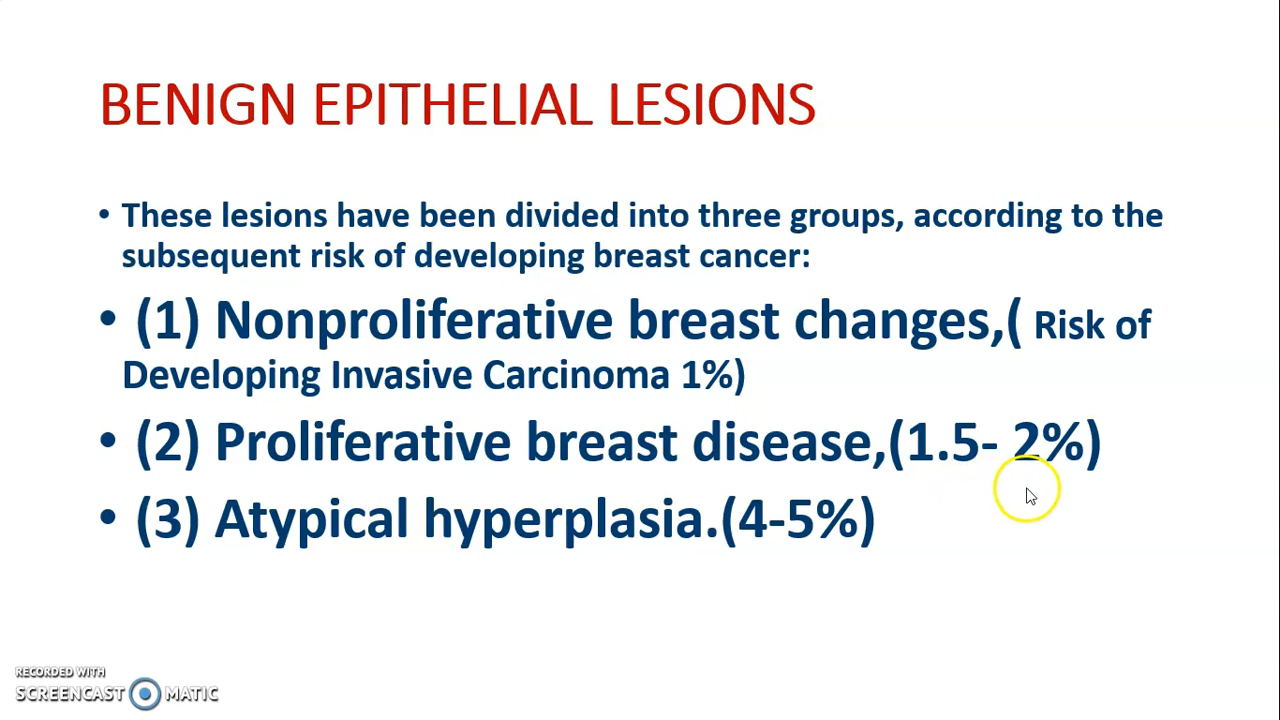 BENIGN EPITHELIAL LESIONS
• These lesions have been divided into three groups, according to the
subsequent risk of developing breast cancer:
• (1) Nonproliferative breast changes,( Risk of
Developing Invasive Carcinoma 1%)
• (2) Proliferative breast disease,(1.5- 2%)
• (3) Atypical hyperplasia.(4-5%)
RECORDED WITH
SCREENCAST MATIC